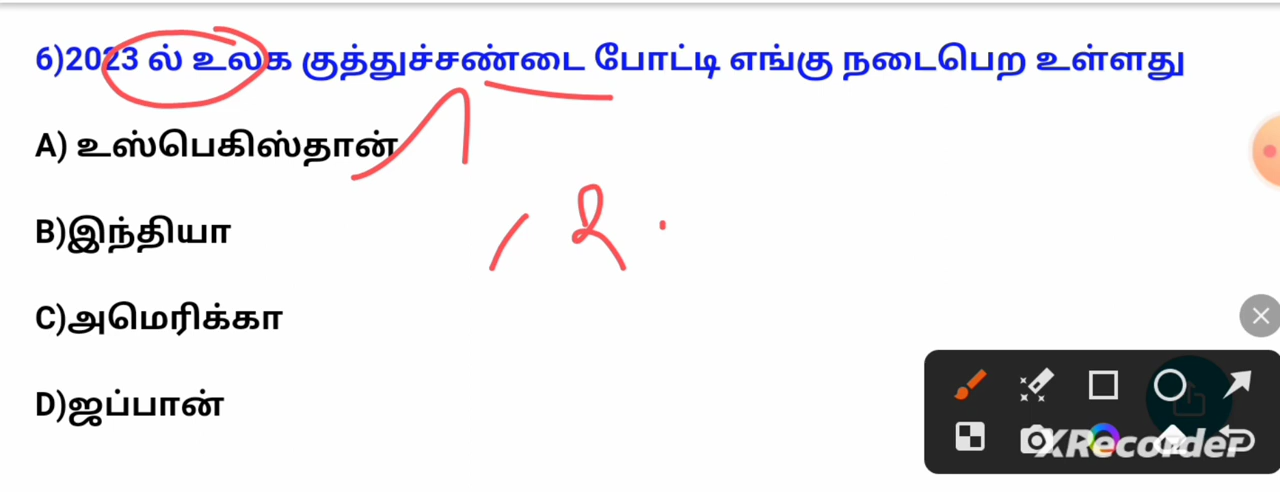 6)2023 ல் உலக குத்துச்சண்டை போட்டி எங்கு நடைபெற உள்ளது
A) உஸ்பெகிஸ்தான்
B)இந்தியா
C)அமெரிக்கா
D)ஜப்பான்
XRecorder